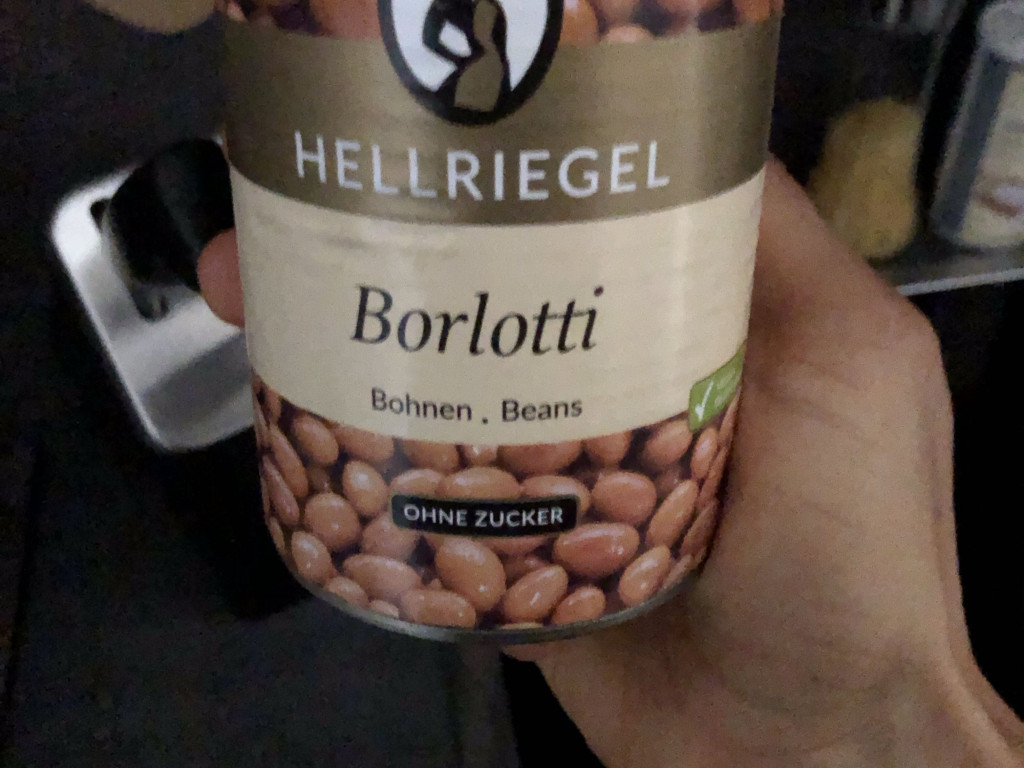 HELLRIEGEL
Borlotti
Bohnen . Beans
OHNE ZUCKER